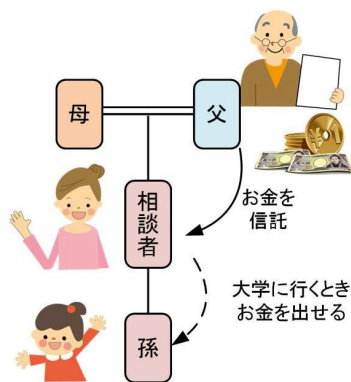 母
父
相談者
孫
お金を
信託
大学に行くとき
お金を出せる